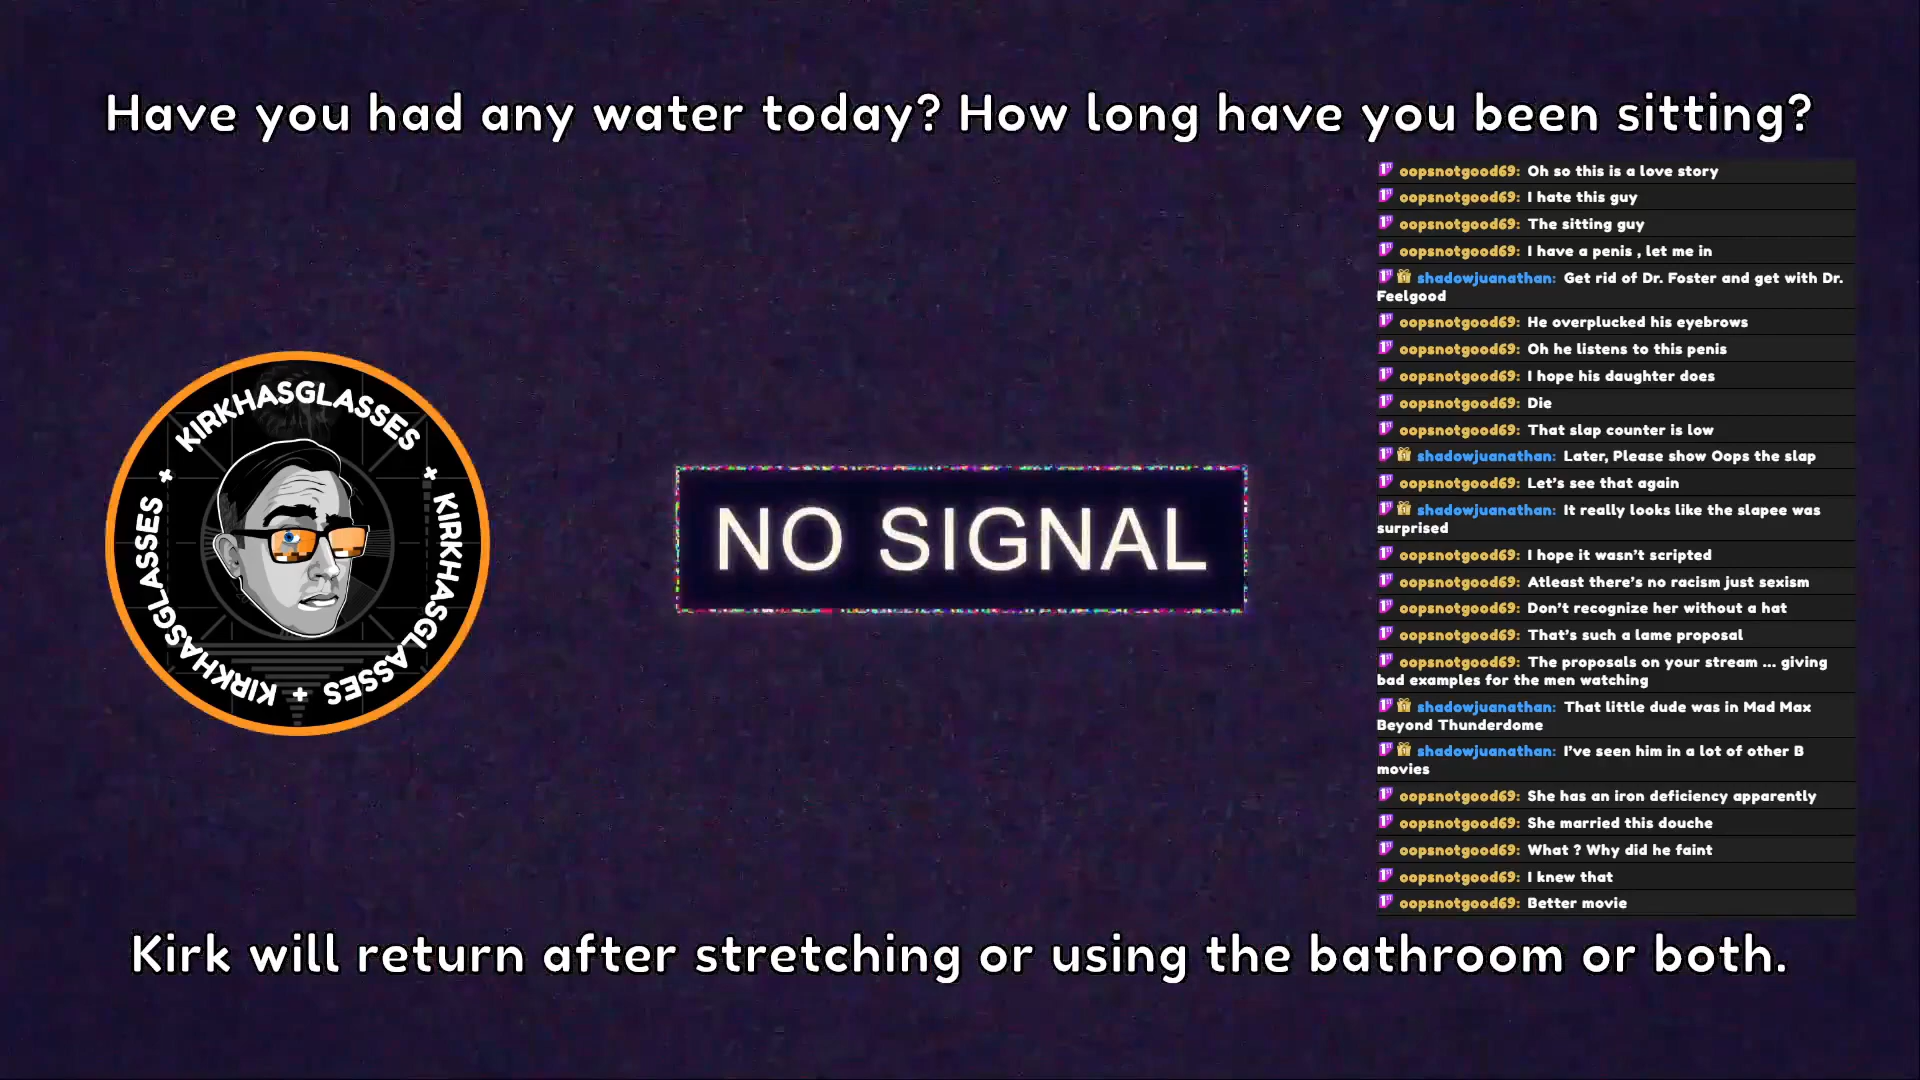 Have you had any water today? How long have you been sitting?
KIRKHASGLASSES + KIRKHASGLASSES + KIRKHASGLASSES +
NO SIGNAL
oopsnotgood69: Oh so this is a love story
oopsnotgood69: I hate this guy
oopsnotgood69: The sitting guy
oopsnotgood69: I have a penis , let me in
shadowjuanathan: Get rid of Dr. Foster and get with Dr.
Feelgood
oopsnotgood69: He overplucked his eyebrows
oopsnotgood69: Oh he listens to this penis
oopsnotgood69: I hope his daughter does
oopsnotgood69: Die
oopsnotgood69: That slap counter is low
shadowjuanathan: Later, Please show Oops the slap
oopsnotgood69: Let's see that again
shadowjuanathan: It really looks like the slapee was
surprised
oopsnotgood69: I hope it wasn't scripted
oopsnotgood69: Atleast there's no racism just sexism
oopsnotgood69: Don't recognize her without a hat
oopsnotgood69: That's such a lame proposal
oopsnotgood69: The proposals on your stream ... giving
bad examples for the men watching
shadowjuanathan: That little dude was in Mad Max
Beyond Thunderdome
shadowjuanathan: I've seen him in a lot of other B
movies
oopsnotgood69: She has an iron deficiency apparently
oopsnotgood69: She married this douche
oopsnotgood69: What ? Why did he faint
oopsnotgood69: I knew that
oopsnotgood69: Better movie
Kirk will return after stretching or using the bathroom or both.